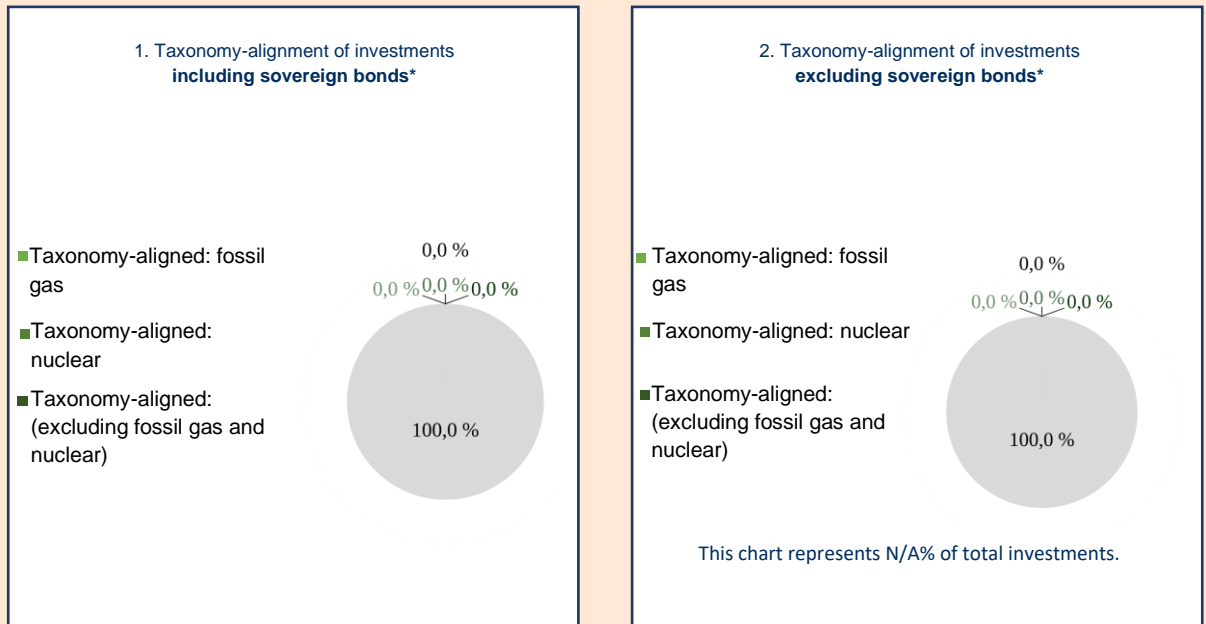 1. Taxonomy-alignment of investments
including sovereign bonds*
Taxonomy-aligned: fossil
gas
Taxonomy-aligned:
nuclear
Taxonomy-aligned:
(excluding fossil gas and
nuclear)
0,0 %
0,0 % 0,0 % 0,0 %
100,0 %
2. Taxonomy-alignment of investments
excluding sovereign bonds*
Taxonomy-aligned: fossil
gas
Taxonomy-aligned: nuclear
Taxonomy-aligned:
(excluding fossil gas and
nuclear)
0,0 %
0,0 % 0,0 % 0,0 %
100,0 %
This chart represents N/A% of total investments.